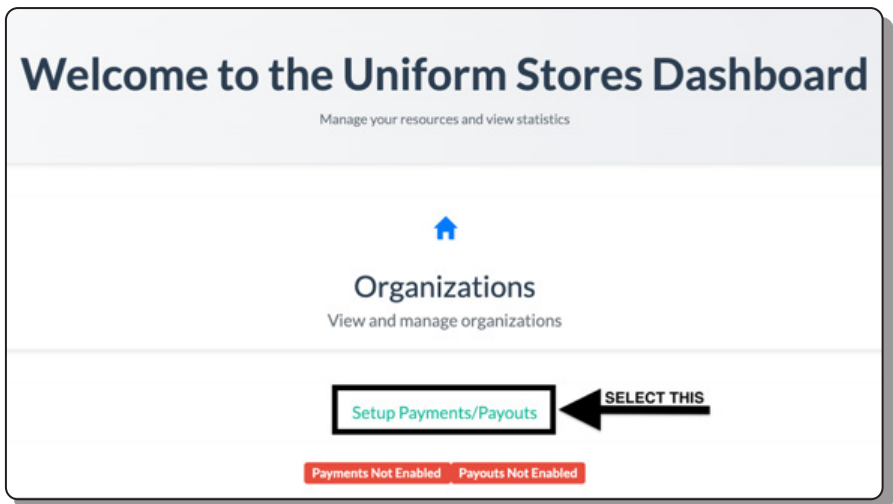 Welcome to the Uniform Stores Dashboard
Manage your resources and view statistics
Organizations
View and manage organizations
Setup Payments/Payouts
SELECT THIS
Payments Not Enabled Payouts Not Enabled